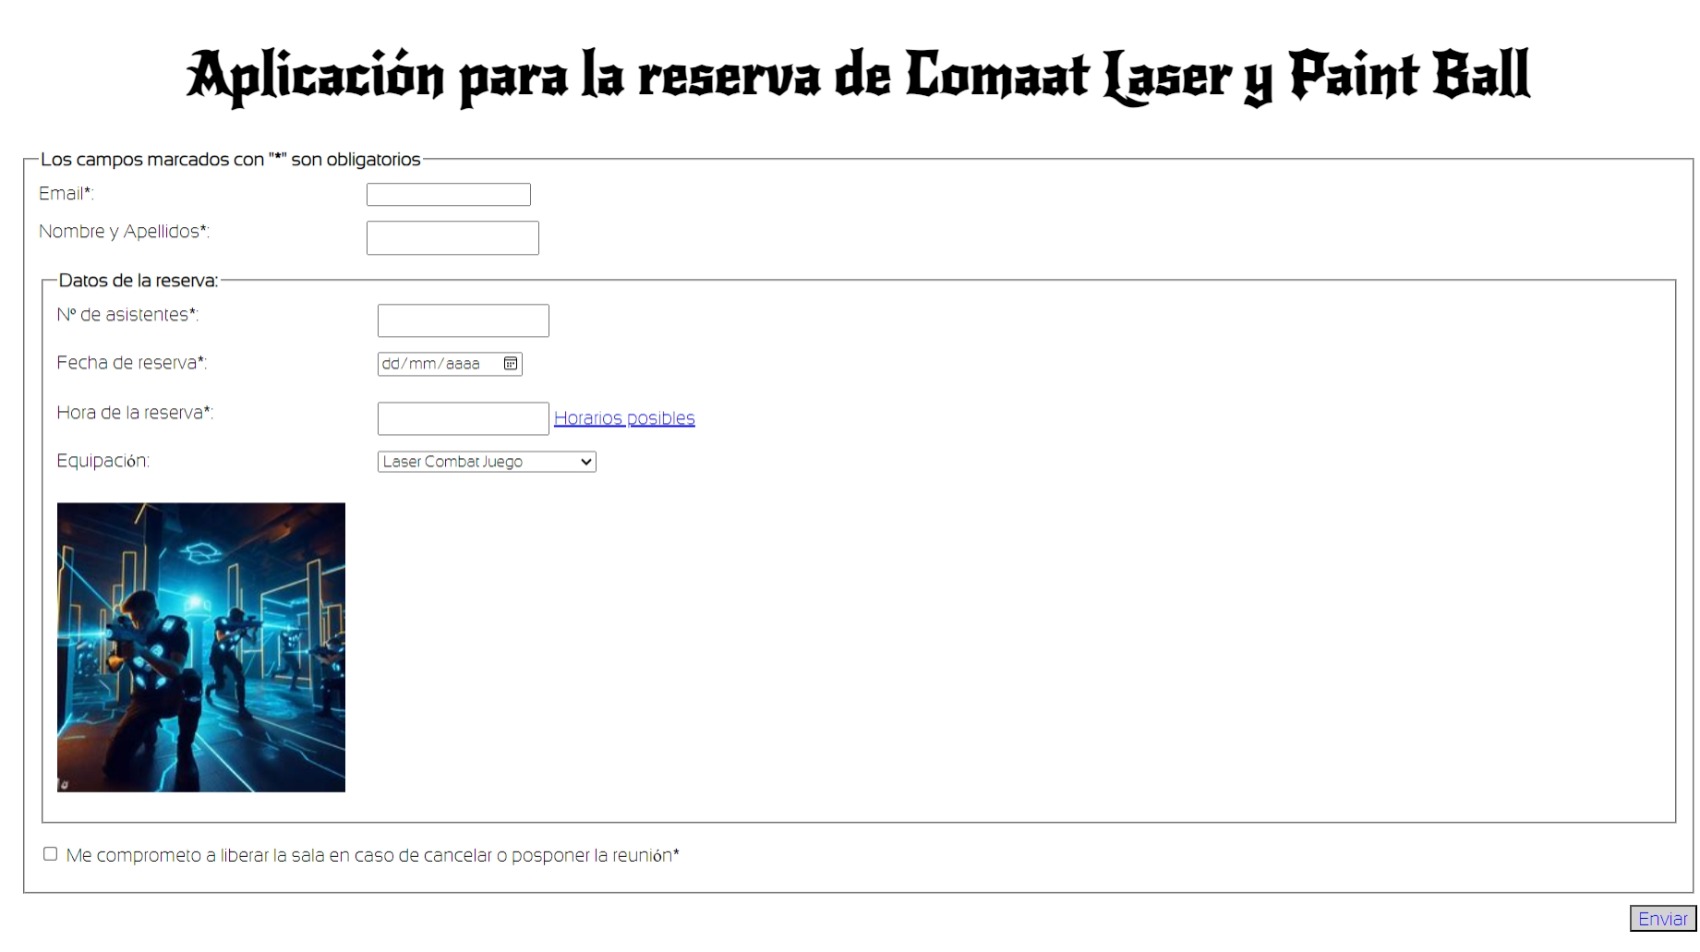 Aplicación para la reserva de Comaat Laser y Paint Ball
Los campos marcados con "*" son obligatorios
Email*:
Nombre y Apellidos*:
Datos de la reserva:
Nº de asistentes*:
Fecha de reserva*:
dd/mm/aaaa
Hora de la reserva*:
Horarios posibles
Equipación:
Laser Combat Juego
Me comprometo a liberar la sala en caso de cancelar o posponer la reunión*
Enviar